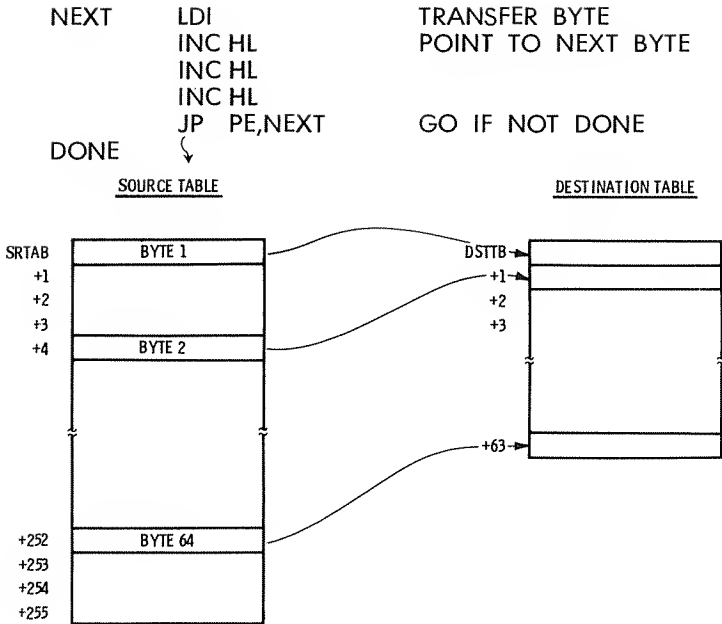 NEXT LDI TRANSFER BYTE
INC HL POINT TO NEXT BYTE
INC HL
INC HL
JP PE,NEXT GO IF NOT DONE
DONE
SOURCE TABLE DESTINATION TABLE
SRTAB BYTE 1 DSTTB
+1 +1
+2 +2
+3 +3
+4 BYTE 2
+63
+252 BYTE 64
+253
+254
+255